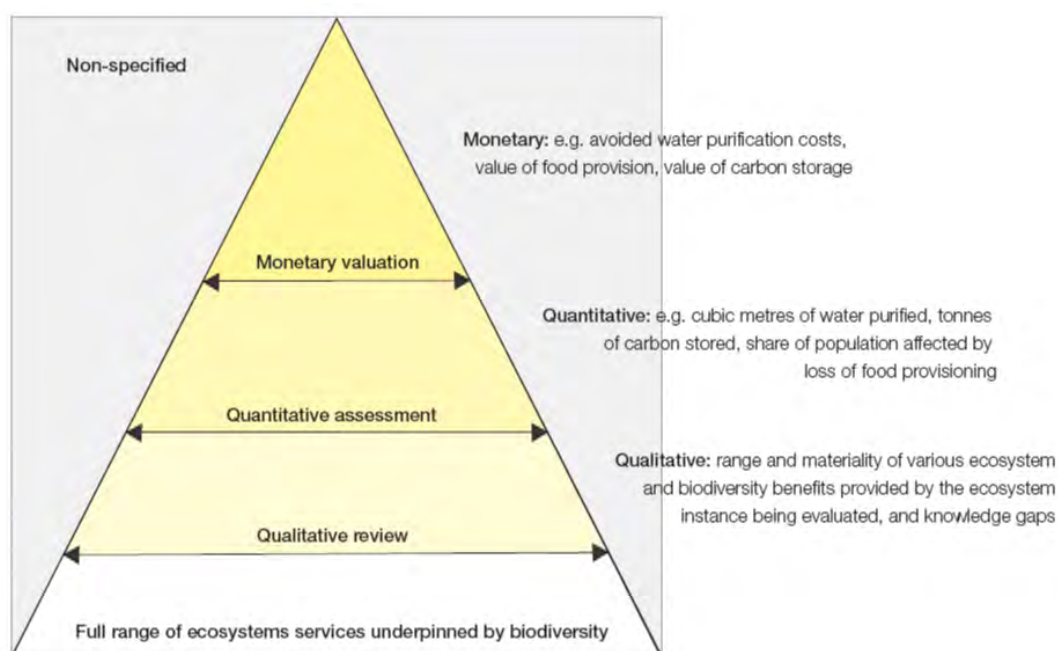 Non-specified
Monetary: e.g. avoided water purification costs,
value of food provision, value of carbon storage
Monetary valuation
Quantitative: e.g. cubic metres of water purified, tonnes
of carbon stored, share of population affected by
loss of food provisioning
Quantitative assessment
Qualitative: range and materiality of various ecosystem
and biodiversity benefits provided by the ecosystem
instance being evaluated, and knowledge gaps
Qualitative review
Full range of ecosystems services underpinned by biodiversity